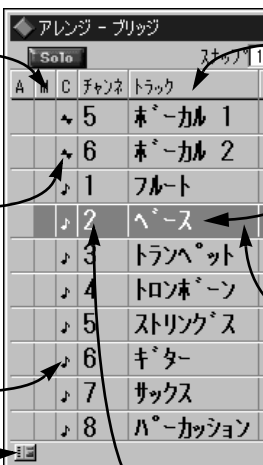 アレンジ - ブリッジ
Solo スナップ 1
A M C チャンネ トラック
5 ボーカル 1
6 ボーカル 2
1 フルート
2 ベース
3 トランペット
4 トロンボーン
5 ストリングス
6 ギター
7 サックス
8 パーカッション